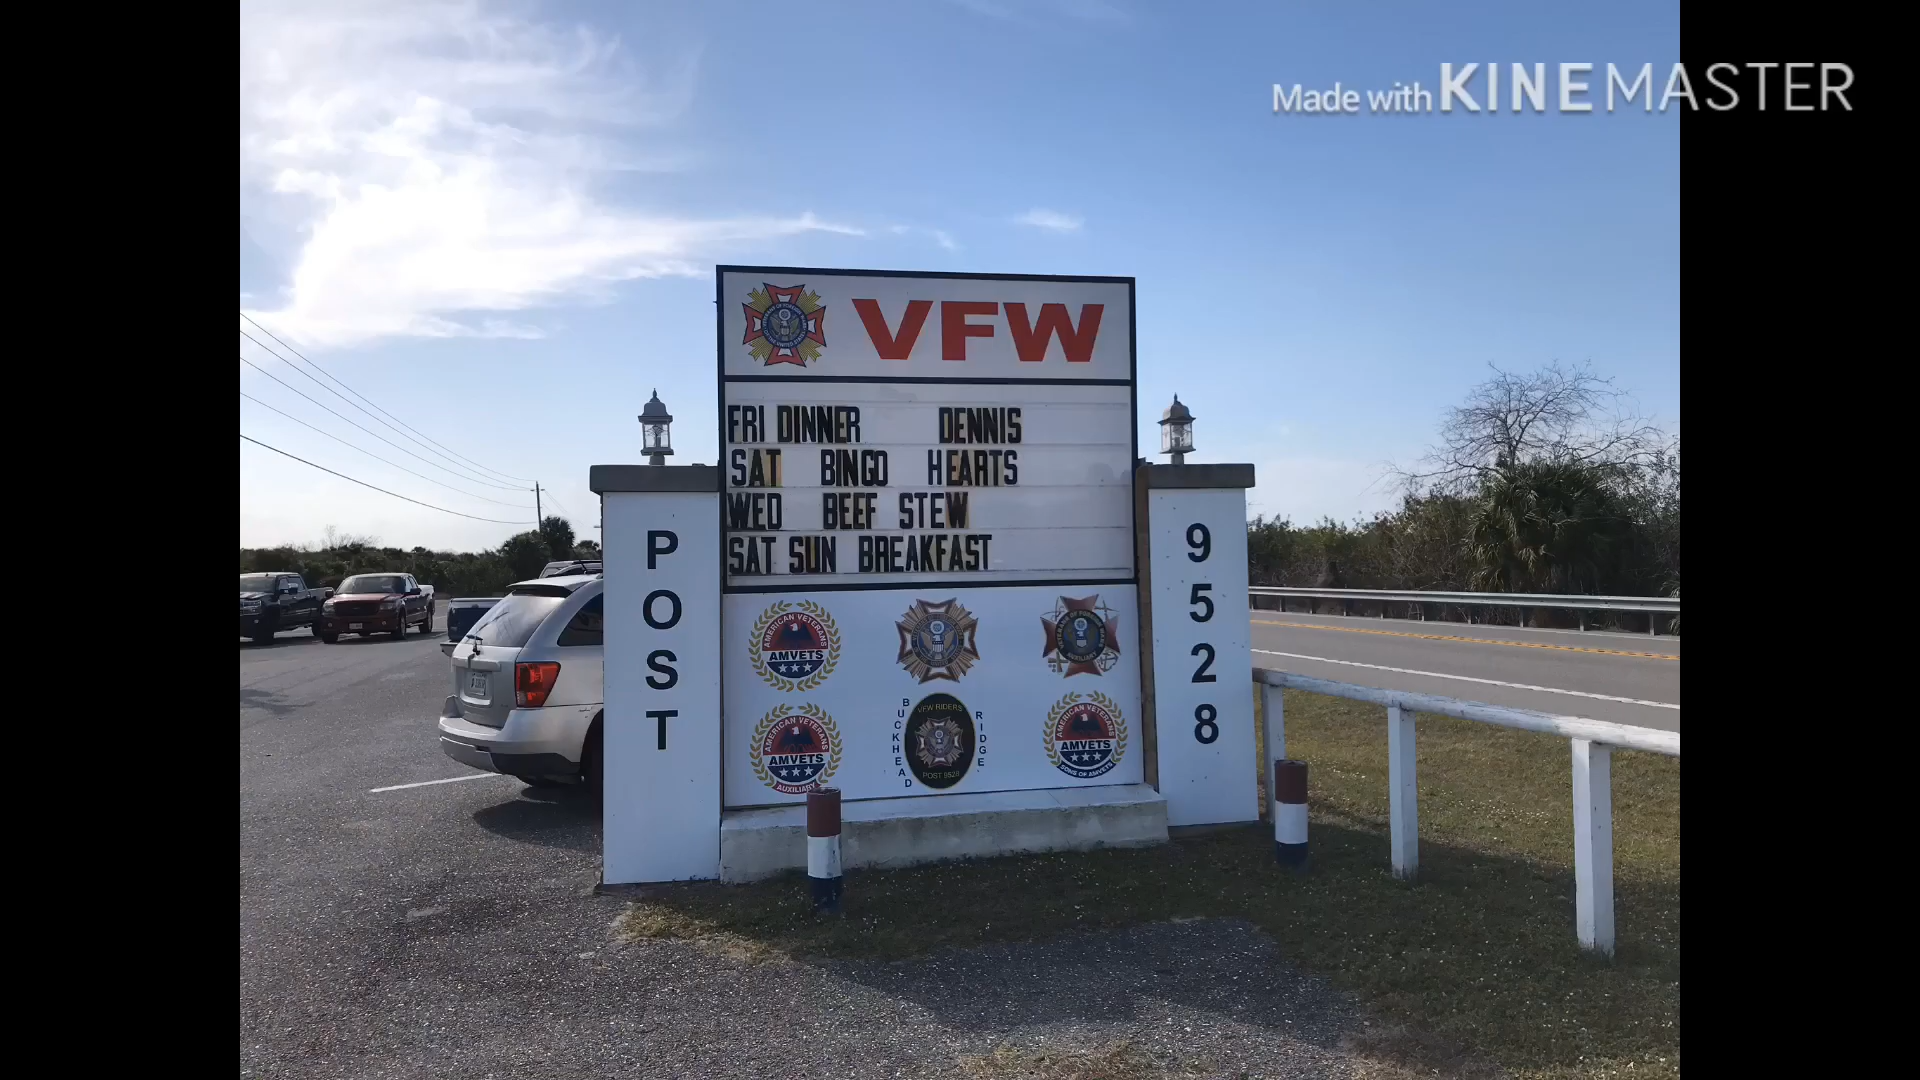 Made with KINEMASTER
VFW
FRI DINNER DENNIS
SAT BINGO HEARTS
WED BEEF STEW
SAT SUN BREAKFAST
POST
9528
AMERICAN VETERANS
AMVETS
AMERICAN VETERANS
AMVETS
AUXILIARY
BUCKHEAD
VFW RIDERS
POST 9528
RIDGE
AMERICAN VETERANS
AMVETS
SONS OF AMVETS